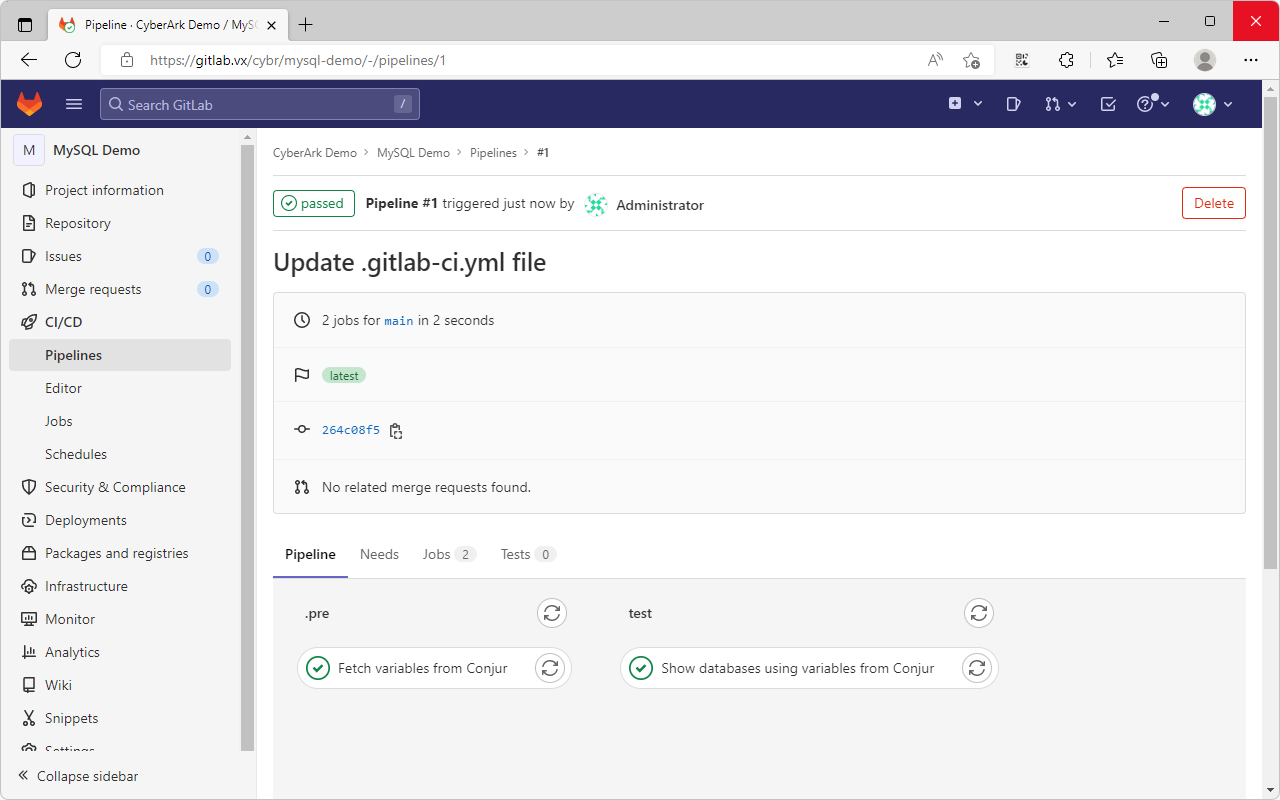 Pipeline · CyberArk Demo / MySQ
https://gitlab.vx/cybr/mysql-demo/-/pipelines/1
Search GitLab /
M MySQL Demo
Project information
Repository
Issues 0
Merge requests 0
CI/CD
Pipelines
Editor
Jobs
Schedules
Security & Compliance
Deployments
Packages and registries
Infrastructure
Monitor
Analytics
Wiki
Snippets
Settings
Collapse sidebar
CyberArk Demo > MySQL Demo > Pipelines > #1
passed Pipeline #1 triggered just now by Administrator Delete
Update .gitlab-ci.yml file
2 jobs for main in 2 seconds
latest
264c08f5
No related merge requests found.
Pipeline Needs Jobs 2 Tests 0
.pre test
Fetch variables from Conjur Show databases using variables from Conjur